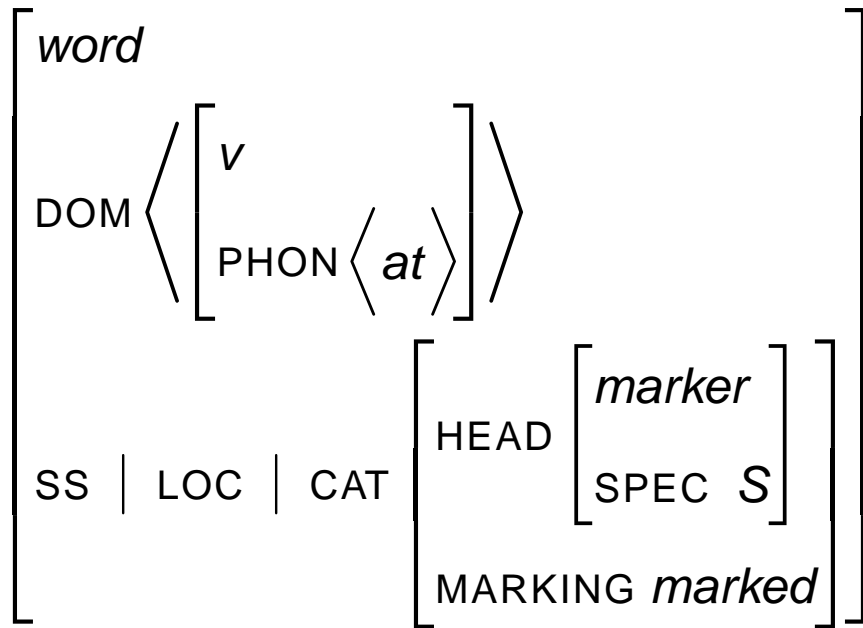 word
v
DOM ⟨ PHON ⟨ at ⟩ ⟩
marker
HEAD
SPEC S
SS | LOC | CAT
MARKING marked